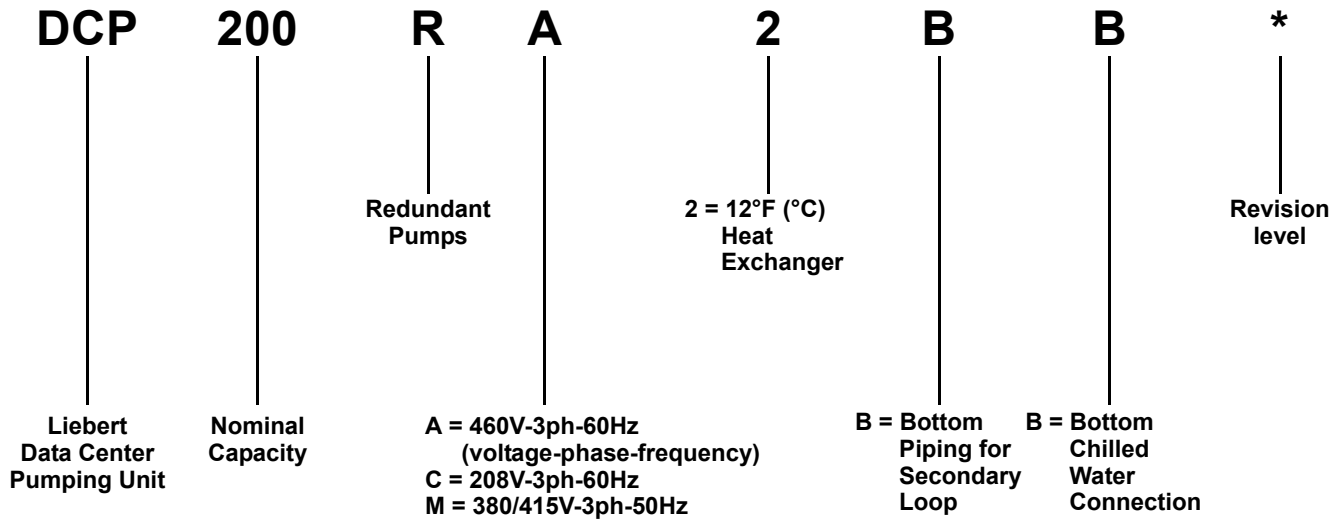 DCP 200 R A 2 B B *
Redundant
Pumps
2 = 12°F (°C)
Heat
Exchanger
Revision
level
Liebert
Data Center
Pumping Unit
Nominal
Capacity
A = 460V-3ph-60Hz
(voltage-phase-frequency)
C = 208V-3ph-60Hz
M = 380/415V-3ph-50Hz
B = Bottom
Piping for
Secondary
Loop
B = Bottom
Chilled
Water
Connection